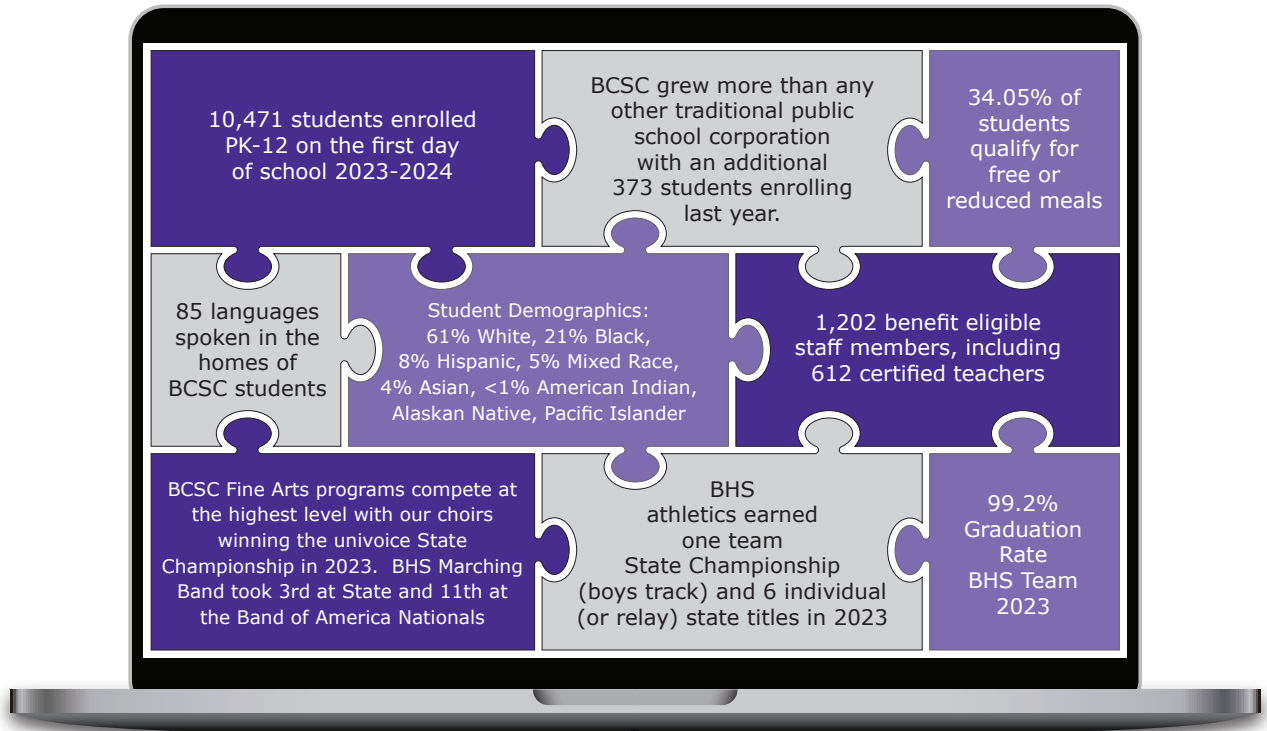 10,471 students enrolled
PK-12 on the first day
of school 2023-2024
BCSC grew more than any
other traditional public
school corporation
with an additional
373 students enrolling
last year.
34.05% of
students
qualify for
free or
reduced meals
85 languages
spoken in the
homes of
BCSC students
Student Demographics:
61% White, 21% Black,
8% Hispanic, 5% Mixed Race,
4% Asian, <1% American Indian,
Alaskan Native, Pacific Islander
1,202 benefit eligible
staff members, including
612 certified teachers
BCSC Fine Arts programs compete at
the highest level with our choirs
winning the univoice State
Championship in 2023.  BHS Marching
Band took 3rd at State and 11th at
the Band of America Nationals
BHS
athletics earned
one team
State Championship
(boys track) and 6 individual
(or relay) state titles in 2023
99.2%
Graduation
Rate
BHS Team
2023